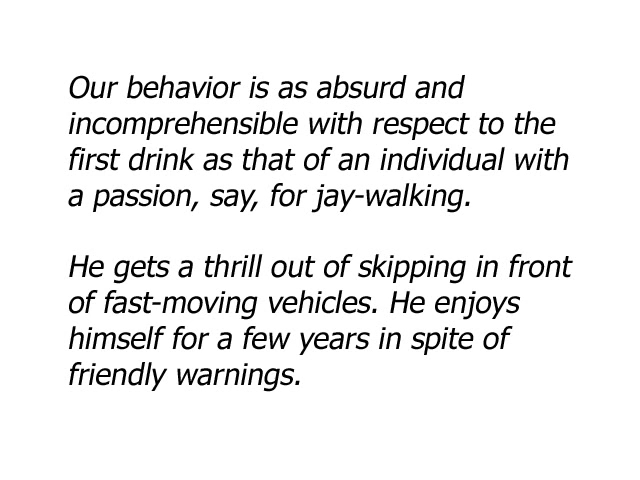 Our behavior is as absurd and
incomprehensible with respect to the
first drink as that of an individual with
a passion, say, for jay-walking.
He gets a thrill out of skipping in front
of fast-moving vehicles. He enjoys
himself for a few years in spite of
friendly warnings.